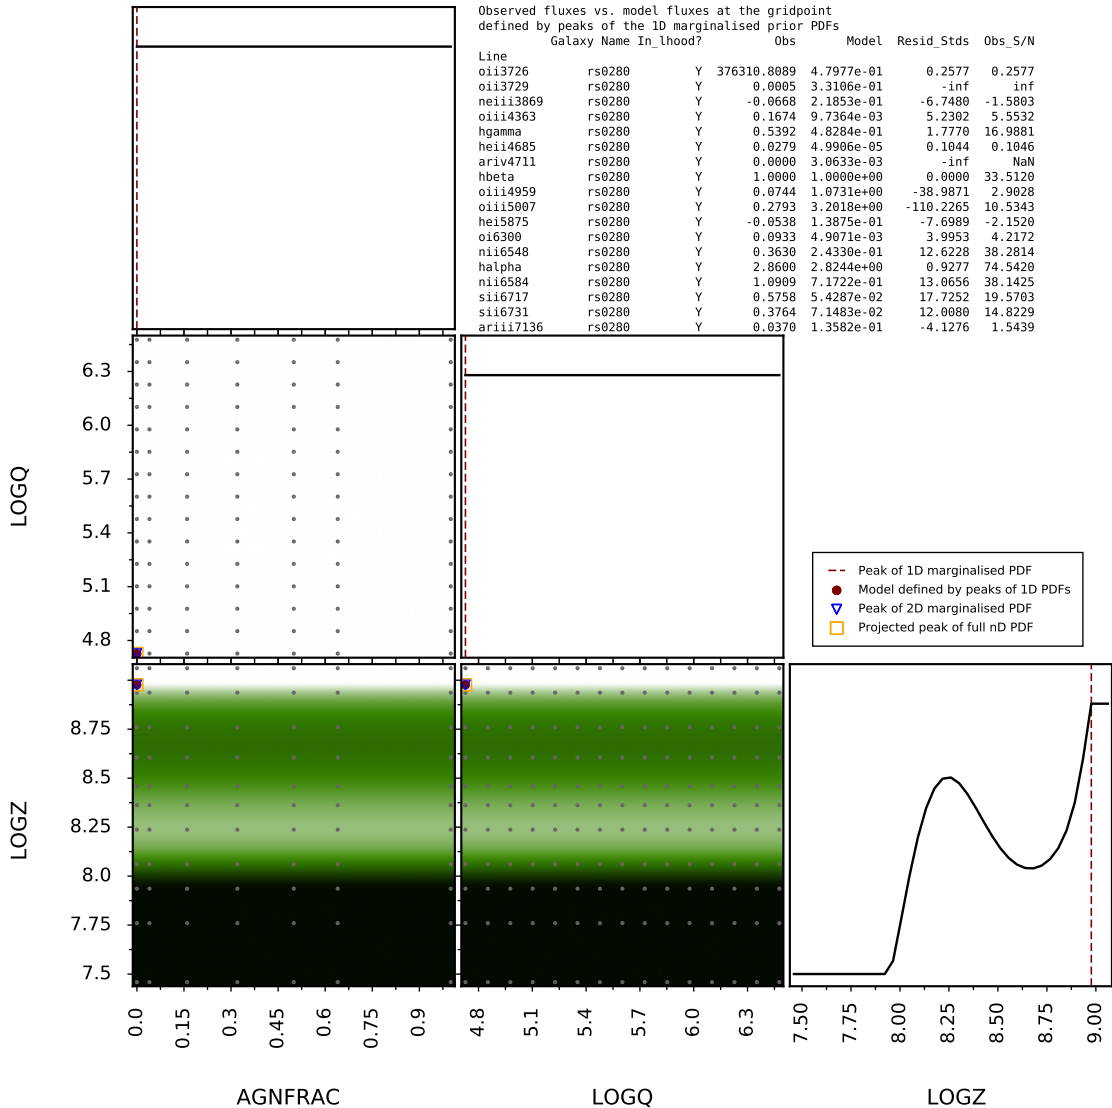 Observed fluxes vs. model fluxes at the gridpoint
defined by peaks of the 1D marginalised prior PDFs
Galaxy Name In_lhood? Obs Model Resid_Stds Obs_S/N
Line
oii3726 rs0280 Y 376310.8089 4.7977e-01 0.2577 0.2577
oii3729 rs0280 Y 0.0005 3.3106e-01 -inf inf
neiii3869 rs0280 Y -0.0668 2.1853e-01 -6.7480 -1.5803
oiii4363 rs0280 Y 0.1674 9.7364e-03 5.2302 5.5532
hgamma rs0280 Y 0.5392 4.8284e-01 1.7770 16.9881
heii4685 rs0280 Y 0.0279 4.9906e-05 0.1044 0.1046
ariv4711 rs0280 Y 0.0000 3.0633e-03 -inf NaN
hbeta rs0280 Y 1.0000 1.0000e+00 0.0000 33.5120
oiii4959 rs0280 Y 0.0744 1.0731e+00 -38.9871 2.9028
oiii5007 rs0280 Y 0.2793 3.2018e+00 -110.2265 10.5343
hei5875 rs0280 Y -0.0538 1.3875e-01 -7.6989 -2.1520
oi6300 rs0280 Y 0.0933 4.9071e-03 3.9953 4.2172
nii6548 rs0280 Y 0.3630 2.4330e-01 12.6228 38.2814
halpha rs0280 Y 2.8600 2.8244e+00 0.9277 74.5420
nii6584 rs0280 Y 1.0909 7.1722e-01 13.0656 38.1425
sii6717 rs0280 Y 0.5758 5.4287e-02 17.7252 19.5703
sii6731 rs0280 Y 0.3764 7.1483e-02 12.0080 14.8229
ariii7136 rs0280 Y 0.0370 1.3582e-01 -4.1276 1.5439
6.3
6.0
5.7
5.4
5.1
4.8
LOGQ
Peak of 1D marginalised PDF
Model defined by peaks of 1D PDFs
Peak of 2D marginalised PDF
Projected peak of full nD PDF
8.75
8.5
8.25
8.0
7.75
7.5
LOGZ
0.0 0.15 0.3 0.45 0.6 0.75 0.9
4.8 5.1 5.4 5.7 6.0 6.3
7.50 7.75 8.00 8.25 8.50 8.75 9.00
AGNFRAC LOGQ LOGZ